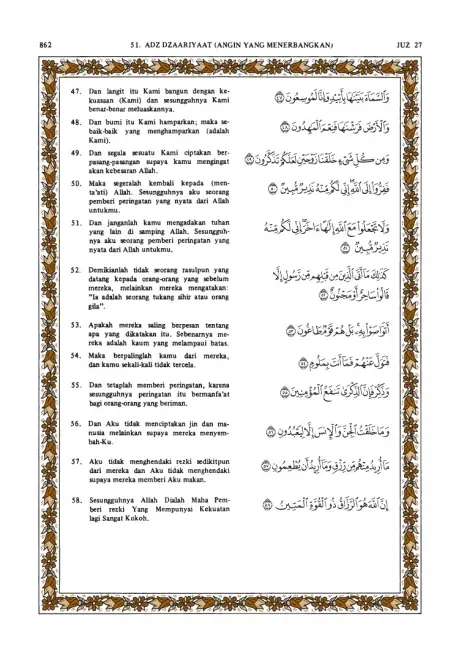 862 51. ADZ DZAARIYAAT (ANGIN YANG MENERBANGKAN) JUZ 27
47. Dan langit itu Kami bangun dengan ke-
kuasaan (Kami) dan sesungguhnya Kami
benar-benar meluaskannya.
وَالسَّمَاءَ بَنَيْنَاهَا بِأَيْيدٍ وَإِنَّا لَمُوسِعُونَ ﴿٤٧﴾
48. Dan bumi itu Kami hamparkan; maka se-
baik-baik yang menghamparkan (adalah
Kami).
وَالْأَرْضَ فَرَشْنَاهَا فَنِعْمَ الْمَاهِدُونَ ﴿٤٨﴾
49. Dan segala sesuatu Kami ciptakan ber-
pasang-pasangan supaya kamu mengingat
akan kebesaran Allah.
وَمِن كُلِّ شَيْءٍ خَلَقْنَا زَوْجَيْنِ لَعَلَّكُمْ تَذَكَّرُونَ ﴿٤٩﴾
50. Maka segeralah kembali kepada (men-
ta'ati) Allah. Sesungguhnya aku seorang
pemberi peringatan yang nyata dari Allah
untukmu.
فَفِرُّوا إِلَى اللَّهِ إِنِّي لَكُم مِّنْهُ نَذِيرٌ مُّبِينٌ ﴿٥٠﴾
51. Dan janganlah kamu mengadakan tuhan
yang lain di samping Allah. Sesungguh-
nya aku seorang pemberi peringatan yang
nyata dari Allah untukmu.
وَلَا تَجْعَلُوا مَعَ اللَّهِ إِلَٰهًا آخَرَ إِنِّي لَكُم مِّنْهُ
نَذِيرٌ مُّبِينٌ ﴿٥١﴾
52. Demikianlah tidak seorang rasulpun yang
datang kepada orang-orang yang sebelum
mereka, melainkan mereka mengatakan:
"Ia adalah seorang tukang sihir atau orang
gila".
كَذَٰلِكَ مَا أَتَى الَّذِينَ مِن قَبْلِهِم مِّن رَّسُولٍ إِلَّا
قَالُوا سَاحِرٌ أَوْ مَجْنُونٌ ﴿٥٢﴾
53. Apakah mereka saling berpesan tentang
apa yang dikatakan itu. Sebenarnya me-
reka adalah kaum yang melampaui batas.
أَتَوَاصَوْا بِهِ بَلْ هُمْ قَوْمٌ طَاغُونَ ﴿٥٣﴾
54. Maka berpalinglah kamu dari mereka,
dan kamu sekali-kali tidak tercela.
فَتَوَلَّ عَنْهُمْ فَمَا أَنتَ بِمَلُومٍ ﴿٥٤﴾
55. Dan tetaplah memberi peringatan, karena
sesungguhnya peringatan itu bermanfa'at
bagi orang-orang yang beriman.
وَذَكِّرْ فَإِنَّ الذِّكْرَىٰ تَنفَعُ الْمُؤْمِنِينَ ﴿٥٥﴾
56. Dan Aku tidak menciptakan jin dan ma-
nusia melainkan supaya mereka menyem-
bah-Ku.
وَمَا خَلَقْتُ الْجِنَّ وَالْإِنسَ إِلَّا لِيَعْبُدُونِ ﴿٥٦﴾
57. Aku tidak menghendaki rezki sedikitpun
dari mereka dan Aku tidak menghendaki
supaya mereka memberi Aku makan.
مَا أُرِيدُ مِنْهُم مِّن رِّزْقٍ وَمَا أُرِيدُ أَن يُطْعِمُونِ ﴿٥٧﴾
58. Sesungguhnya Allah Dialah Maha Pem-
beri rezki Yang Mempunyai Kekuatan
lagi Sangat Kokoh.
إِنَّ اللَّهَ هُوَ الرَّزَّاقُ ذُو الْقُوَّةِ الْمَتِينُ ﴿٥٨﴾